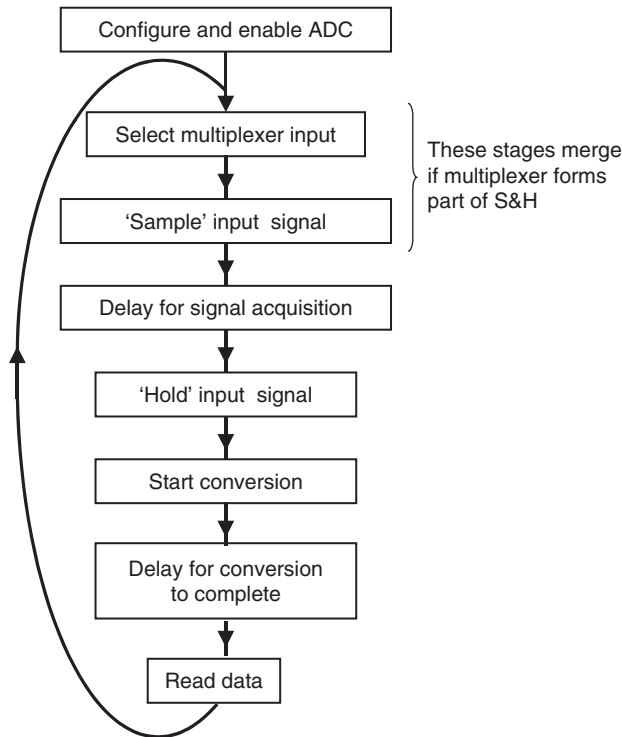 Configure and enable ADC
Select multiplexer input
These stages merge
if multiplexer forms
part of S&H
‘Sample’ input signal
Delay for signal acquisition
‘Hold’ input signal
Start conversion
Delay for conversion
to complete
Read data